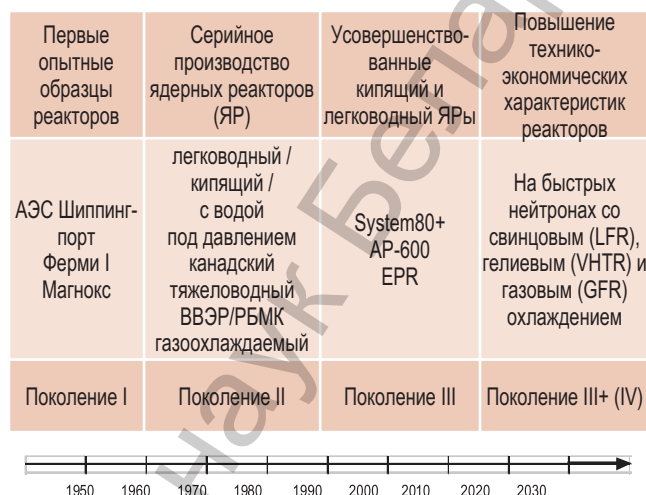 Первые
опытные
образцы
реакторов
Серийное
производство
ядерных реакторов
(ЯР)
Усовершенство-
ванные
кипящий и
легководный ЯРы
Повышение
технико-
экономических
характеристик
реакторов
АЭС Шиппинг-
порт
Ферми I
Магнокс
легководный /
кипящий /
с водой
под давлением
канадский
тяжеловодный
ВВЭР/РБМК
газоохлаждаемый
System80+
AP-600
EPR
На быстрых
нейтронах со
свинцовым (LFR),
гелиевым (VHTR) и
газовым (GFR)
охлаждением
Поколение I
Поколение II
Поколение III
Поколение III+ (IV)
1950 1960 1970 1980 1990 2000 2010 2020 2030
наук Бела